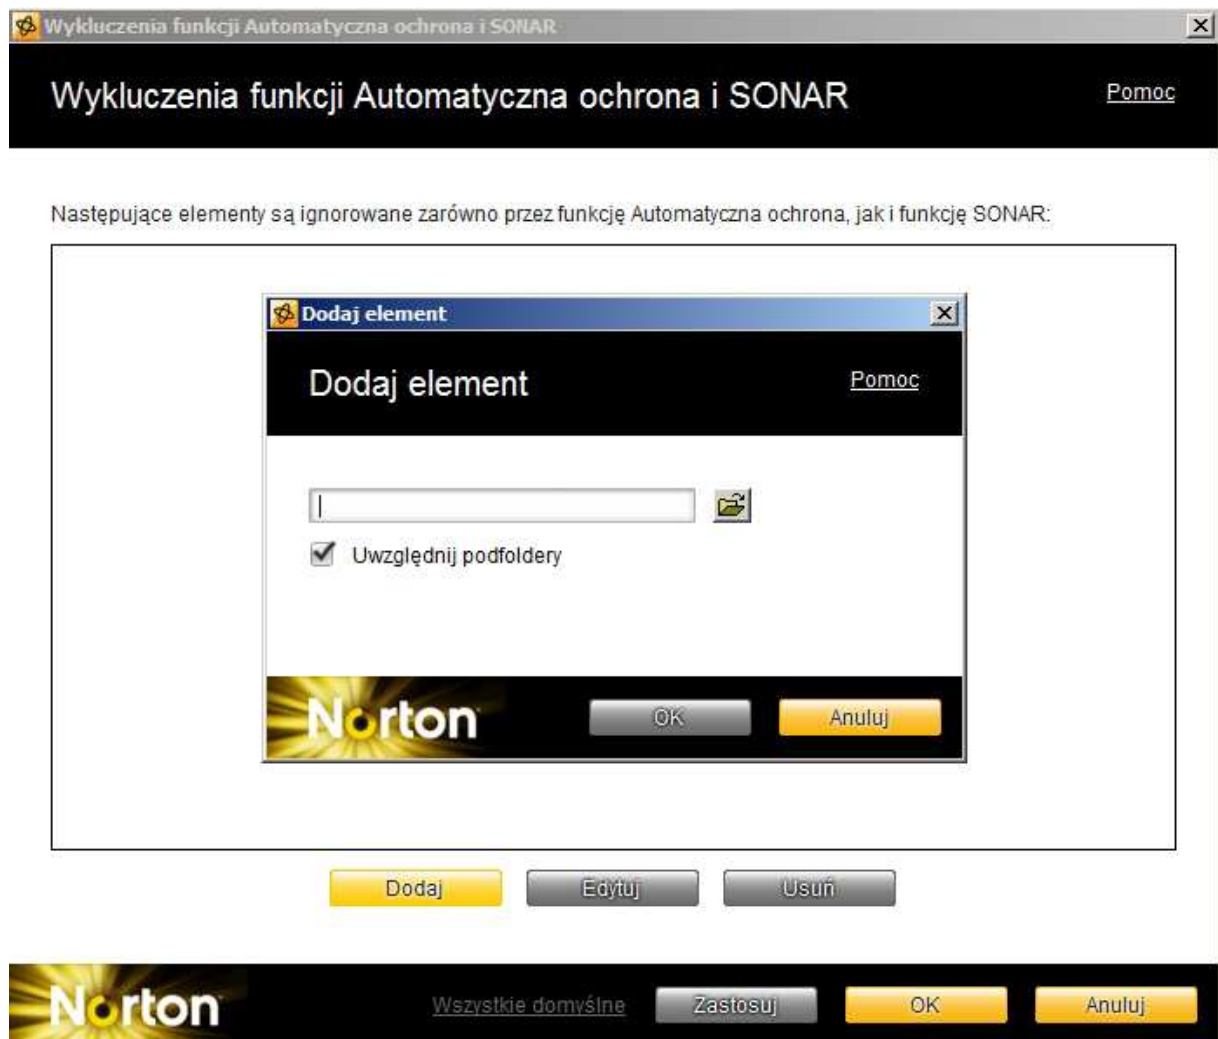 Wykluczenia funkcji Automatyczna ochrona i SONAR
Wykluczenia funkcji Automatyczna ochrona i SONAR
Pomoc
Następujące elementy są ignorowane zarówno przez funkcję Automatyczna ochrona, jak i funkcję SONAR:
Dodaj element
Dodaj element
Pomoc
Uwzględnij podfoldery
Norton
OK
Anuluj
Dodaj
Edytuj
Usuń
Norton
Wszystkie domyślne
Zastosuj
OK
Anuluj